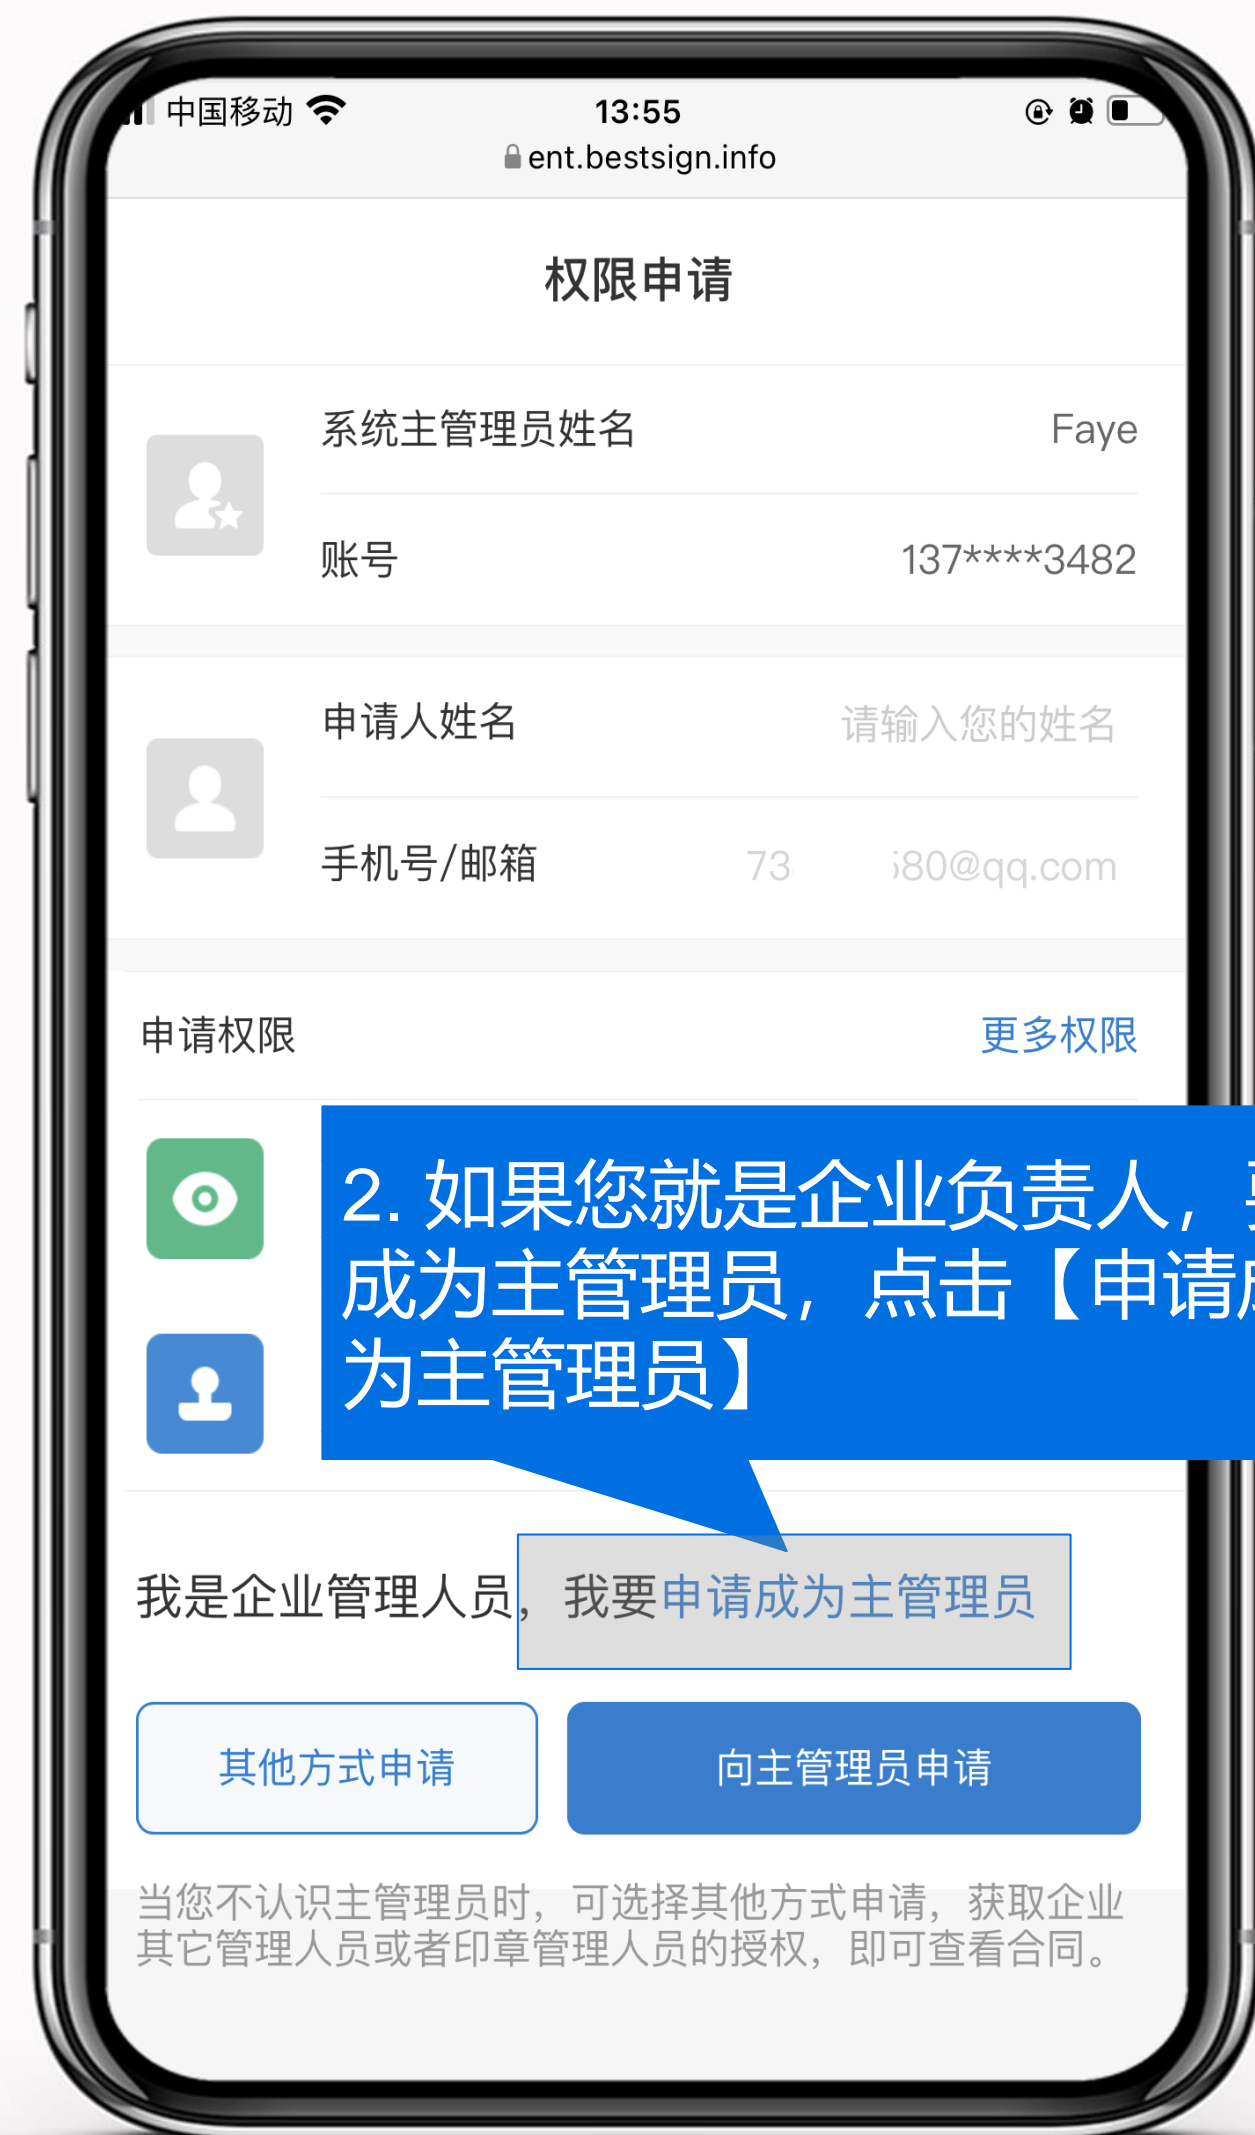 中国移动 13:55
ent.bestsign.info
权限申请
系统主管理员姓名 Faye
账号 137****3482
申请人姓名 请输入您的姓名
手机号/邮箱 73 580@qq.com
申请权限 更多权限
2. 如果您就是企业负责人，要
成为主管理员，点击【申请成
为主管理员】
我是企业管理人员，我要申请成为主管理员
其他方式申请 向主管理员申请
当您不认识主管理员时，可选择其他方式申请，获取企业
其它管理人员或者印章管理人员的授权，即可查看合同。